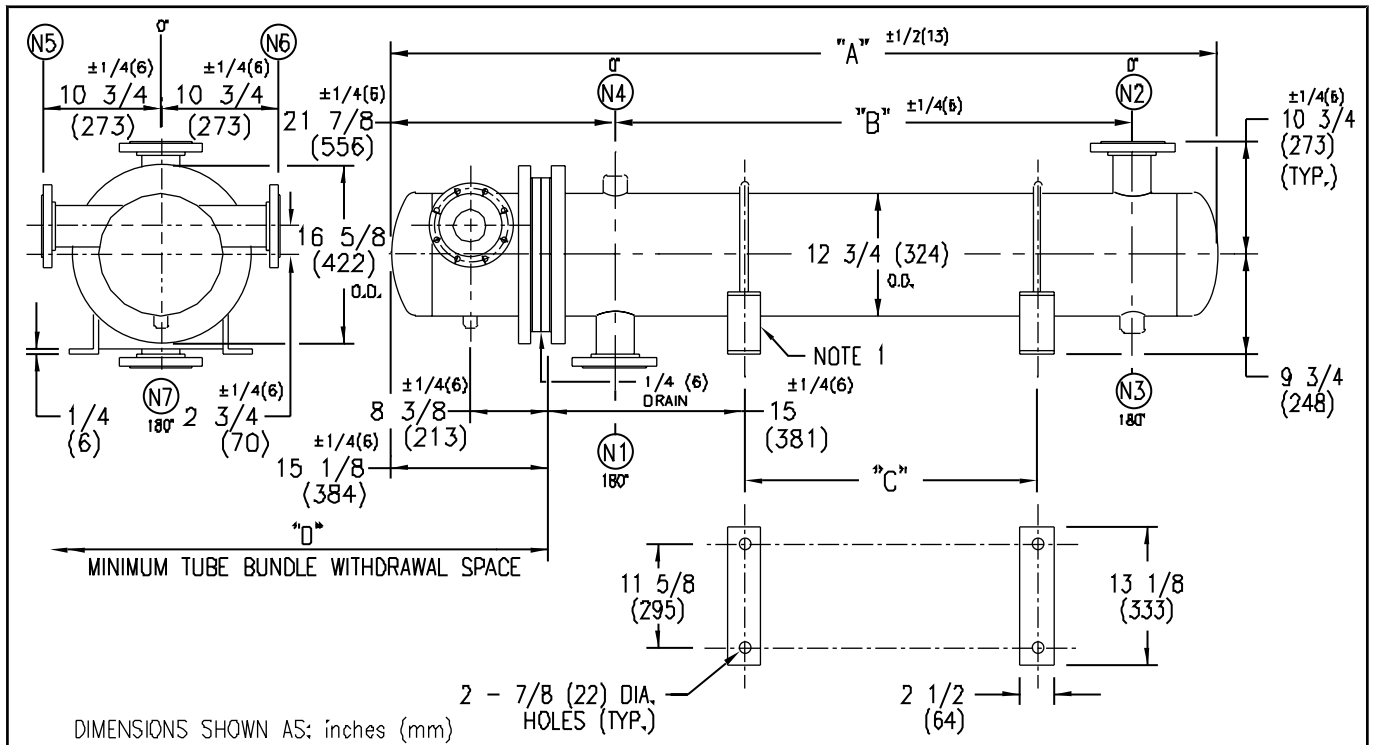 N5
0°
N6
±1/4(6)
10 3/4
(273)
±1/4(6)
10 3/4
(273)
±1/4(6)
21 7/8
(556)
"A" ±1/2(13)
0°
N4
"B" ±1/4(6)
0°
N2
±1/4(6)
10 3/4
(273)
(TYP.)
16 5/8
(422)
O.D.
12 3/4 (324)
O.D.
NOTE 1
1/4
(6)
N7
180°
±1/4(6)
2 3/4
(70)
±1/4(6)
8 3/8
(213)
1/4 (6)
DRAIN
±1/4(6)
15
(381)
N3
180°
9 3/4
(248)
±1/4(6)
15 1/8
(384)
N1
180°
"C"
"D"
MINIMUM TUBE BUNDLE WITHDRAWAL SPACE
11 5/8
(295)
13 1/8
(333)
2 - 7/8 (22) DIA.
HOLES (TYP.)
2 1/2
(64)
DIMENSIONS SHOWN AS: inches (mm)